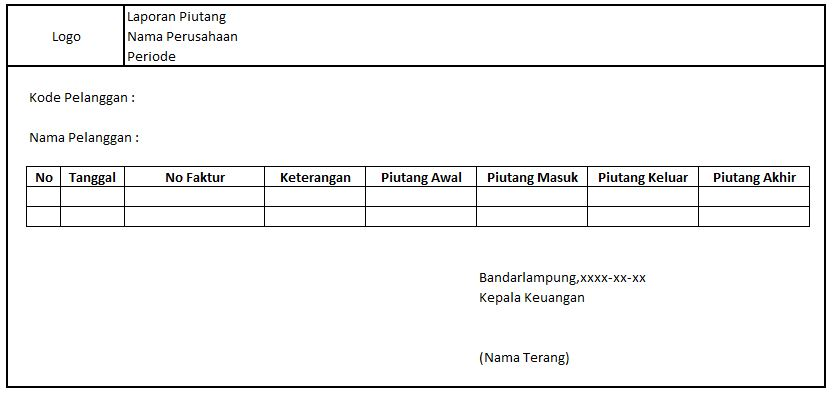 Logo
Laporan Piutang
Nama Perusahaan
Periode
Kode Pelanggan :
Nama Pelanggan :
No Tanggal No Faktur Keterangan Piutang Awal Piutang Masuk Piutang Keluar Piutang Akhir
Bandarlampung,xxxx-xx-xx
Kepala Keuangan
(Nama Terang)